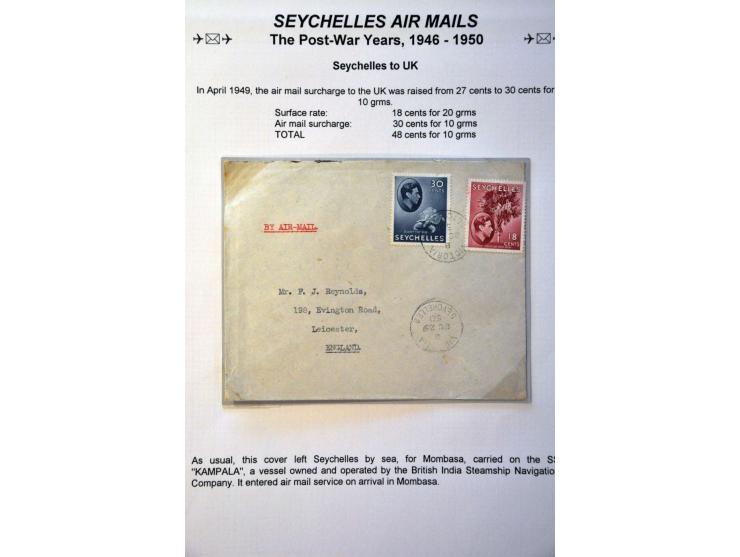 SEYCHELLES AIR MAILS
The Post-War Years, 1946 - 1950
Seychelles to UK
In April 1949, the air mail surcharge to the UK was raised from 27 cents to 30 cents for
10 grms.
Surface rate: 18 cents for 20 grms
Air mail surcharge: 30 cents for 10 grms
TOTAL 48 cents for 10 grms
30
CENTS
SEYCHELLES
SEYCHELLES
18
CENTS
VICTORIA
BY AIR-MAIL.
Mr. F. J. Reynolds,
198, Evington Road,
Leicester,
ENGLAND.
SEYCHELLES
As usual, this cover left Seychelles by sea, for Mombasa, carried on the SS
"KAMPALA", a vessel owned and operated by the British India Steamship Navigatio
Company. It entered air mail service on arrival in Mombasa.